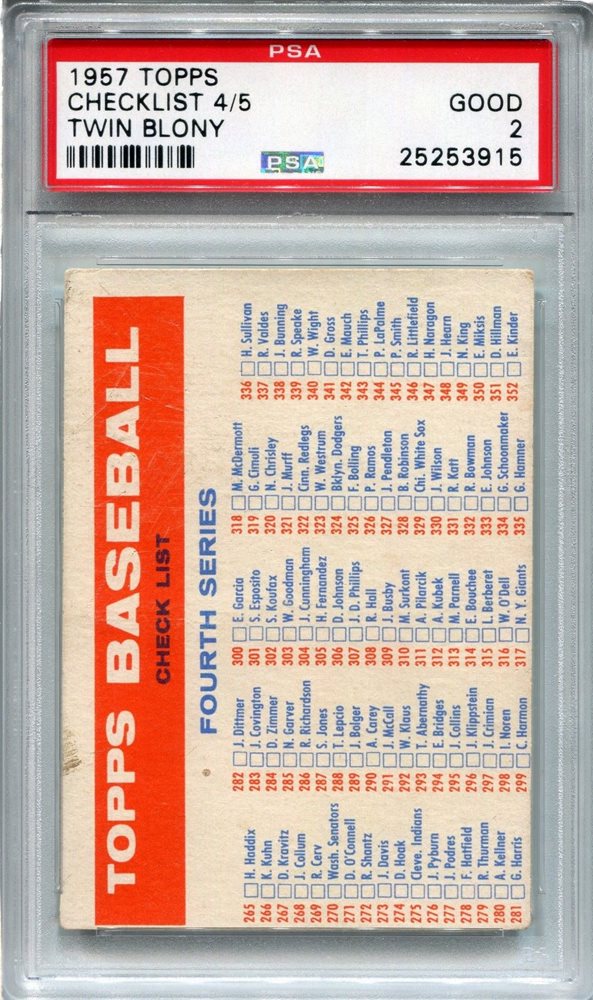 PSA
1957 TOPPS
CHECKLIST 4/5
TWIN BLONY
GOOD
2
PSA
25253915
TOPPS BASEBALL
CHECK LIST
FOURTH SERIES
265 H. Haddix
266 K. Kuhn
267 D. Kravitz
268 J. Collum
269 R. Cerv
270 Wash. Senators
271 D. O'Connell
272 R. Shantz
273 J. Davis
274 D. Hoak
275 Cleve. Indians
276 J. Pyburn
277 J. Podres
278 F. Hatfield
279 R. Thurman
280 A. Kellner
281 G. Harris
282 J. Dittmer
283 J. Covington
284 D. Zimmer
285 N. Garver
286 R. Richardson
287 S. Jones
288 T. Lepcio
289 J. Bolger
290 A. Carey
291 J. McCall
292 W. Klaus
293 T. Abernathy
294 E. Bridges
295 J. Collins
296 J. Klippstein
297 J. Crimian
298 I. Noren
299 C. Harmon
300 E. Garcia
301 S. Esposito
302 S. Koufax
303 W. Goodman
304 J. Cunningham
305 H. Fernandez
306 D. Johnson
307 J. D. Phillips
308 R. Hall
309 J. Busby
310 M. Surkont
311 A. Pilarcik
312 A. Kubek
313 M. Parnell
314 E. Bouchee
315 L. Berberet
316 W. O'Dell
317 N. Y. Giants
318 M. McDermott
319 G. Cimuli
320 N. Chrisley
321 J. Murff
322 Cinn. Redlegs
323 W. Westrum
324 Bklyn. Dodgers
325 F. Bolling
326 P. Ramos
327 J. Pendleton
328 B. Robinson
329 Chi. White Sox
330 J. Wilson
331 R. Katt
332 R. Bowman
333 E. Johnson
334 G. Schoonmaker
335 G. Hamner
336 H. Sullivan
337 R. Valdes
338 J. Bunning
339 R. Speake
340 W. Wight
341 D. Gross
342 E. Mauch
343 T. Phillips
344 P. LaPalme
345 P. Smith
346 R. Littlefield
347 H. Naragon
348 J. Hearn
349 N. King
350 E. Miksis
351 D. Hillman
352 E. Kinder